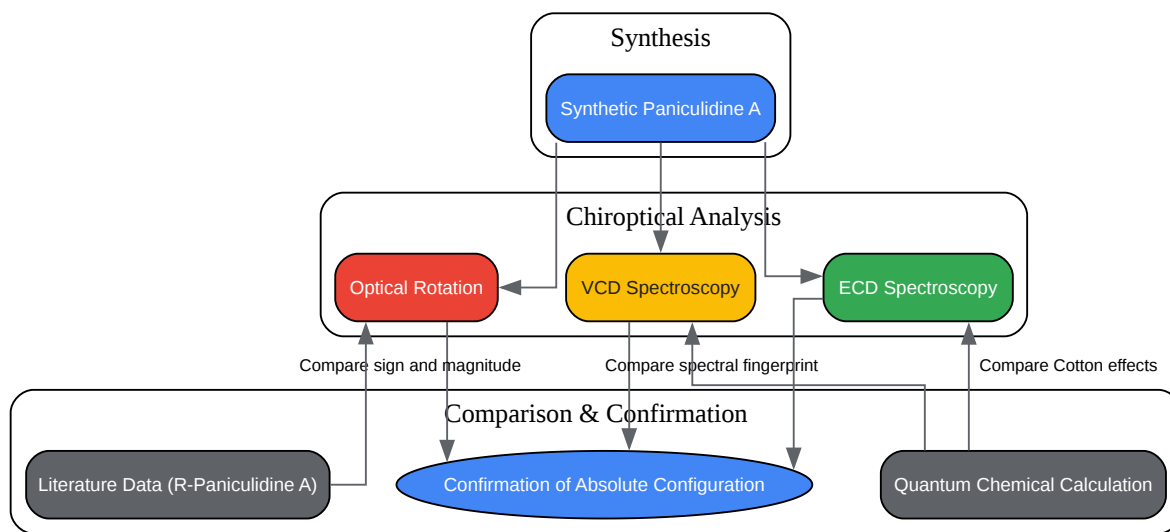 Synthesis
Synthetic Paniculidine A
Chiroptical Analysis
Optical Rotation
VCD Spectroscopy
ECD Spectroscopy
Compare sign and magnitude
Compare spectral fingerprint
Compare Cotton effects
Comparison & Confirmation
Literature Data (R-Paniculidine A)
Confirmation of Absolute Configuration
Quantum Chemical Calculation